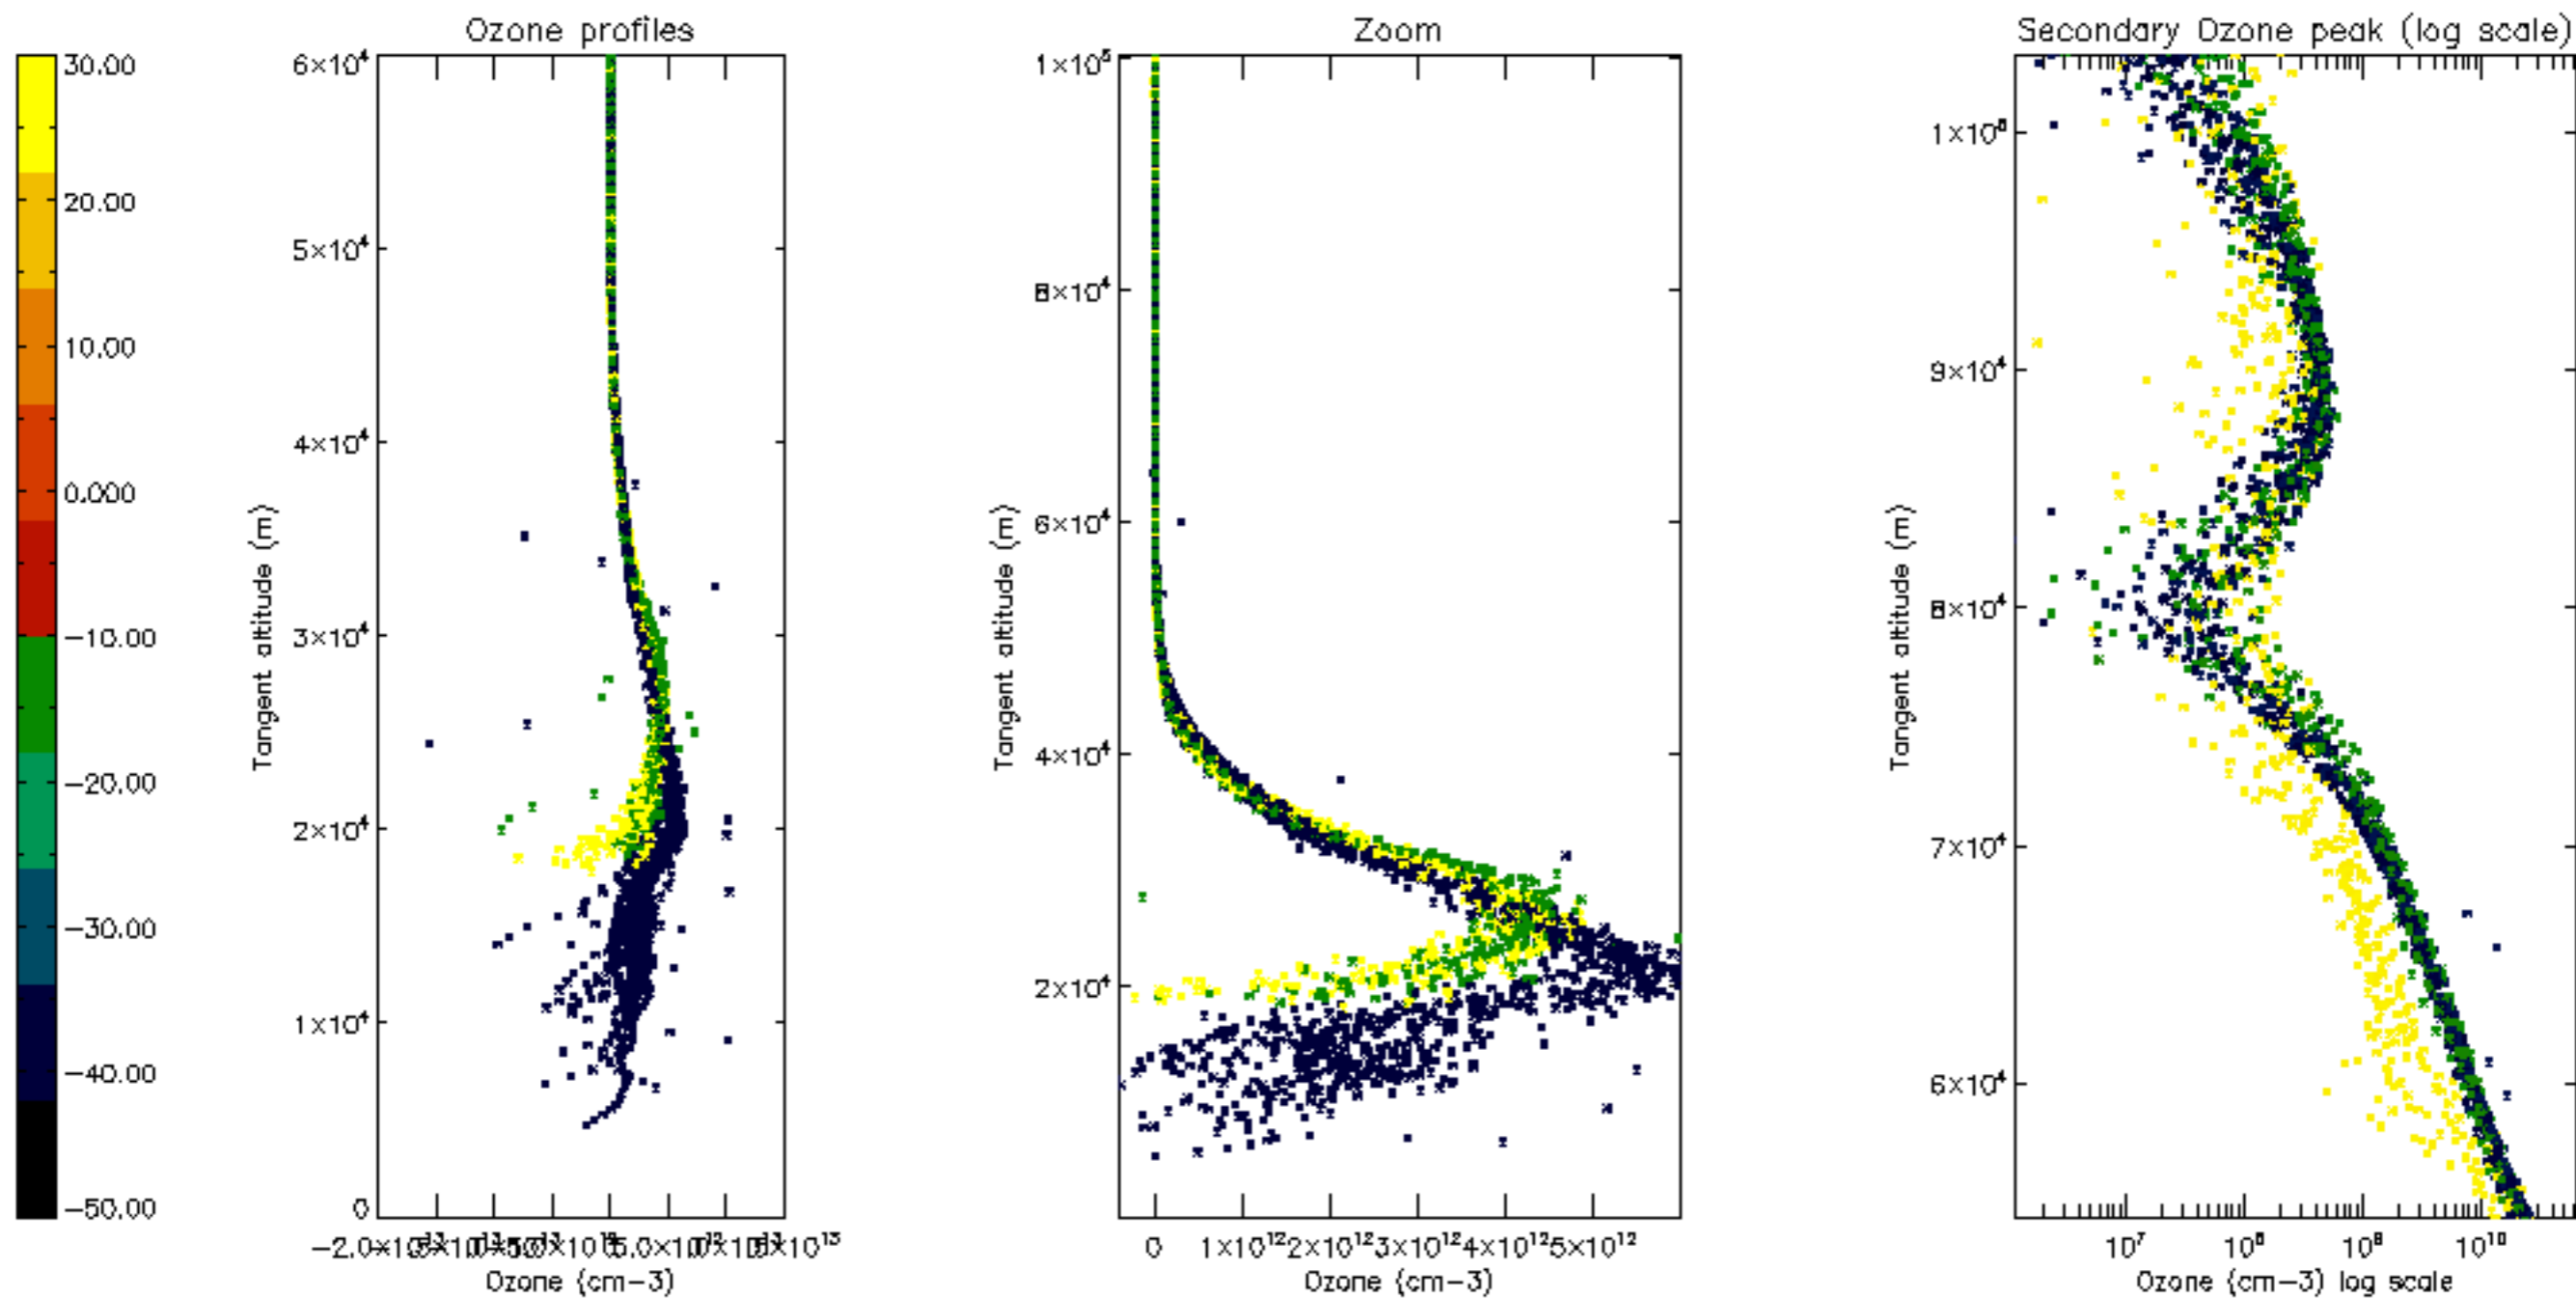 Ozone profiles
Zoom
Secondary Ozone peak (log scale)
30.00
20.00
10.00
0.000
−10.00
−20.00
−30.00
−40.00
−50.00
Tangent altitude (m)
6×10⁴
5×10⁴
4×10⁴
3×10⁴
2×10⁴
1×10⁴
0
Ozone (cm−3)
Tangent altitude (m)
1×10⁵
8×10⁴
6×10⁴
4×10⁴
2×10⁴
0 1×10¹² 2×10¹² 3×10¹² 4×10¹² 5×10¹²
Ozone (cm−3)
Tangent altitude (m)
1×10⁵
9×10⁴
8×10⁴
7×10⁴
6×10⁴
10⁷ 10⁸ 10⁹ 10¹⁰
Ozone (cm−3) log scale